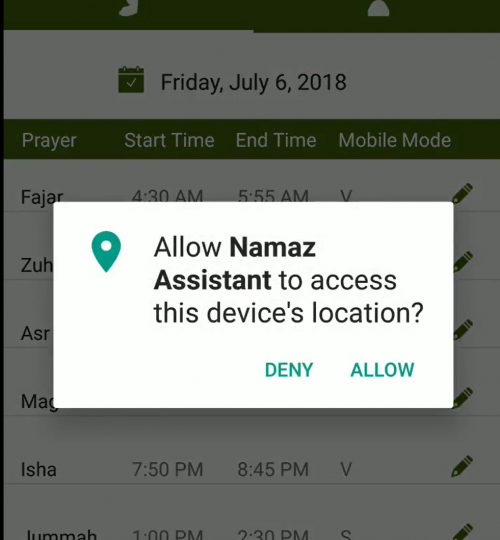 Friday, July 6, 2018
Prayer Start Time End Time Mobile Mode
Fajar 4:30 AM 5:55 AM V
Zuh
Allow Namaz
Assistant to access
this device's location?
Asr
DENY ALLOW
Mag
Isha 7:50 PM 8:45 PM V
Jummah 1:00 PM 2:30 PM S